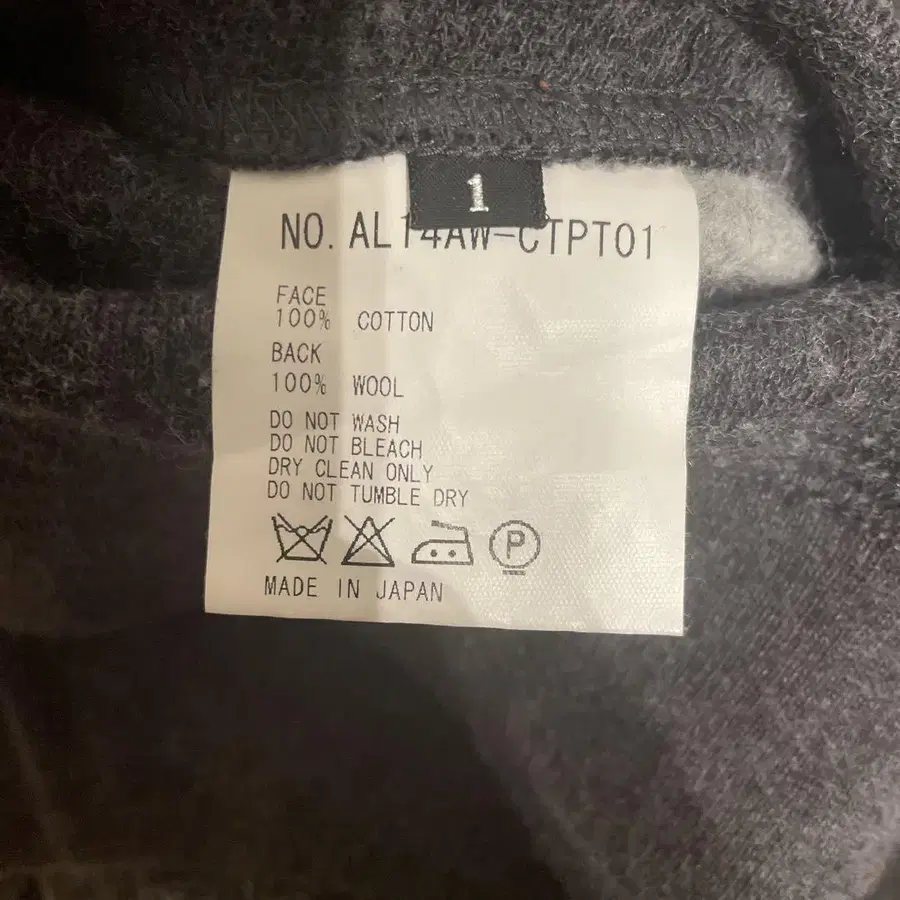 1
NO. AL14AW-CTPT01
FACE
100% COTTON
BACK
100% WOOL
DO NOT WASH
DO NOT BLEACH
DRY CLEAN ONLY
DO NOT TUMBLE DRY
P
MADE IN JAPAN